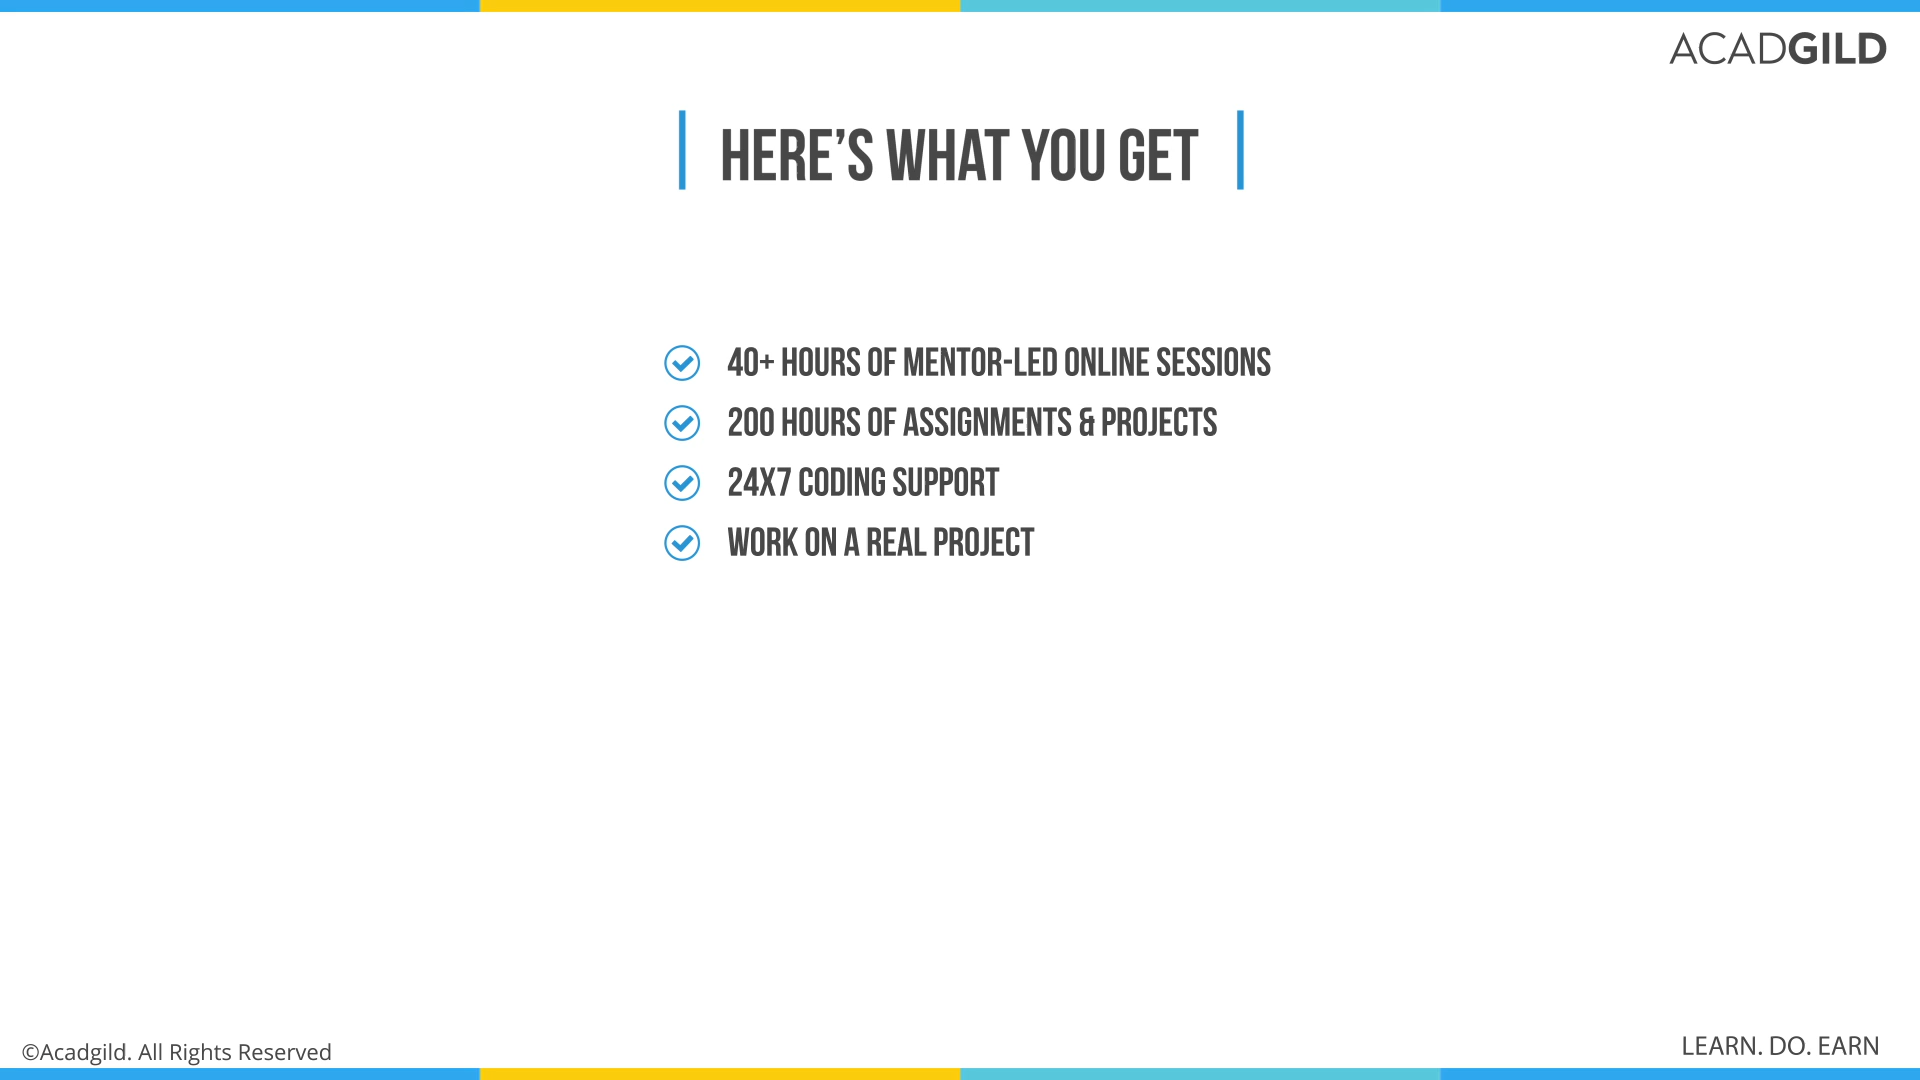 ACADGILD
HERE’S WHAT YOU GET
40+ HOURS OF MENTOR-LED ONLINE SESSIONS
200 HOURS OF ASSIGNMENTS & PROJECTS
24X7 CODING SUPPORT
WORK ON A REAL PROJECT
©Acadgild. All Rights Reserved
LEARN. DO. EARN